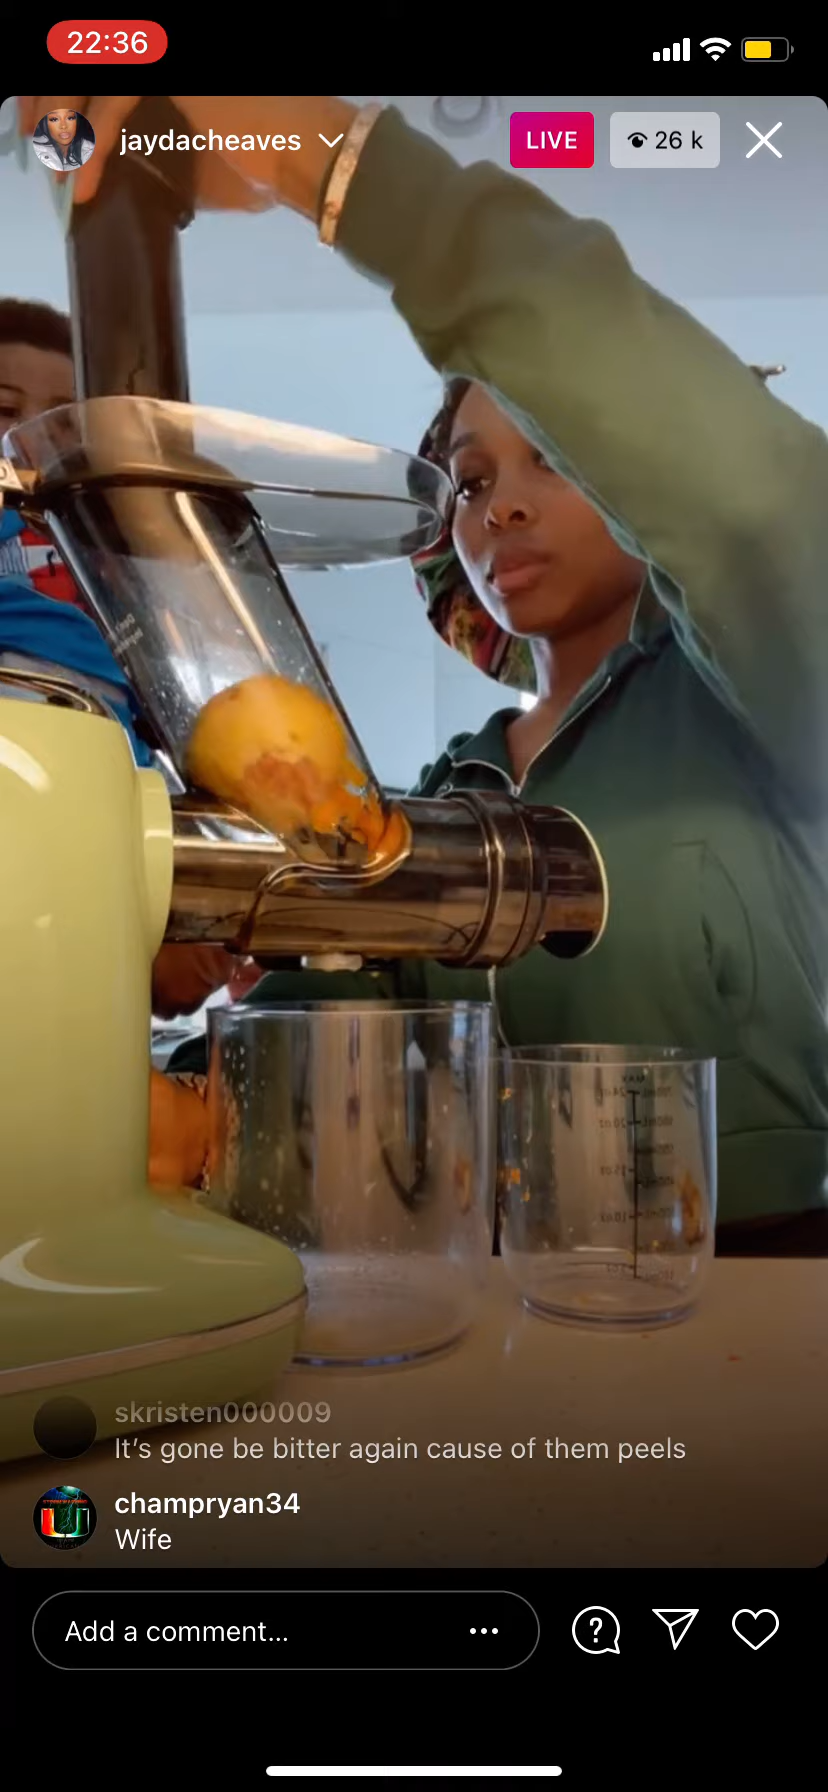 22:36
jaydacheaves
LIVE
26 k
skristen000009
It's gone be bitter again cause of them peels
champryan34
Wife
Add a comment...